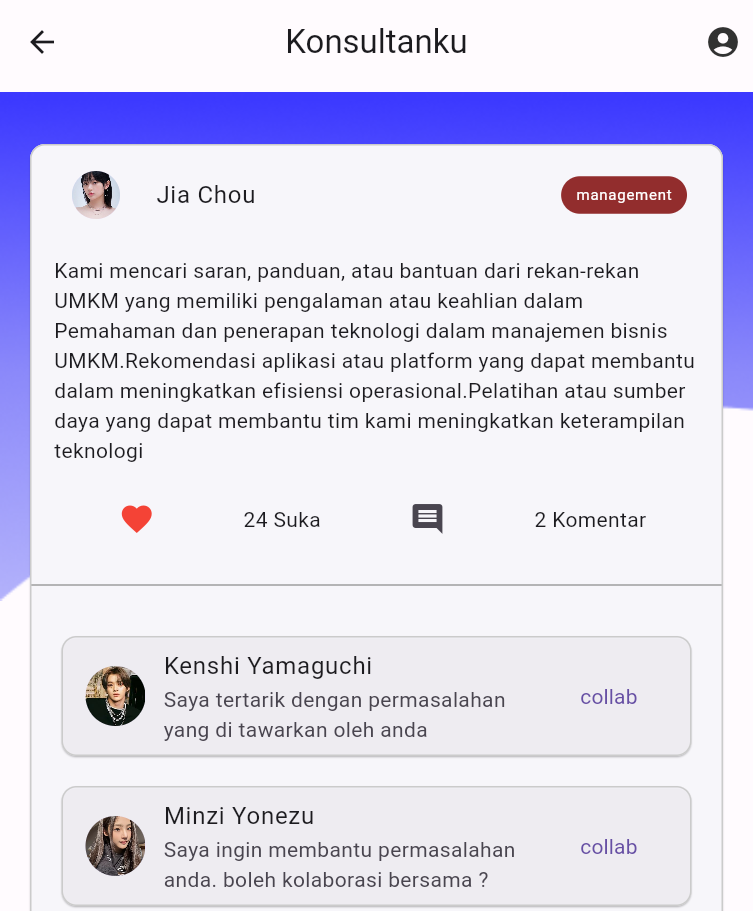 Konsultanku
Jia Chou
management
Kami mencari saran, panduan, atau bantuan dari rekan-rekan
UMKM yang memiliki pengalaman atau keahlian dalam
Pemahaman dan penerapan teknologi dalam manajemen bisnis
UMKM.Rekomendasi aplikasi atau platform yang dapat membantu
dalam meningkatkan efisiensi operasional.Pelatihan atau sumber
daya yang dapat membantu tim kami meningkatkan keterampilan
teknologi
24 Suka
2 Komentar
Kenshi Yamaguchi
Saya tertarik dengan permasalahan
yang di tawarkan oleh anda
collab
Minzi Yonezu
Saya ingin membantu permasalahan
anda. boleh kolaborasi bersama ?
collab